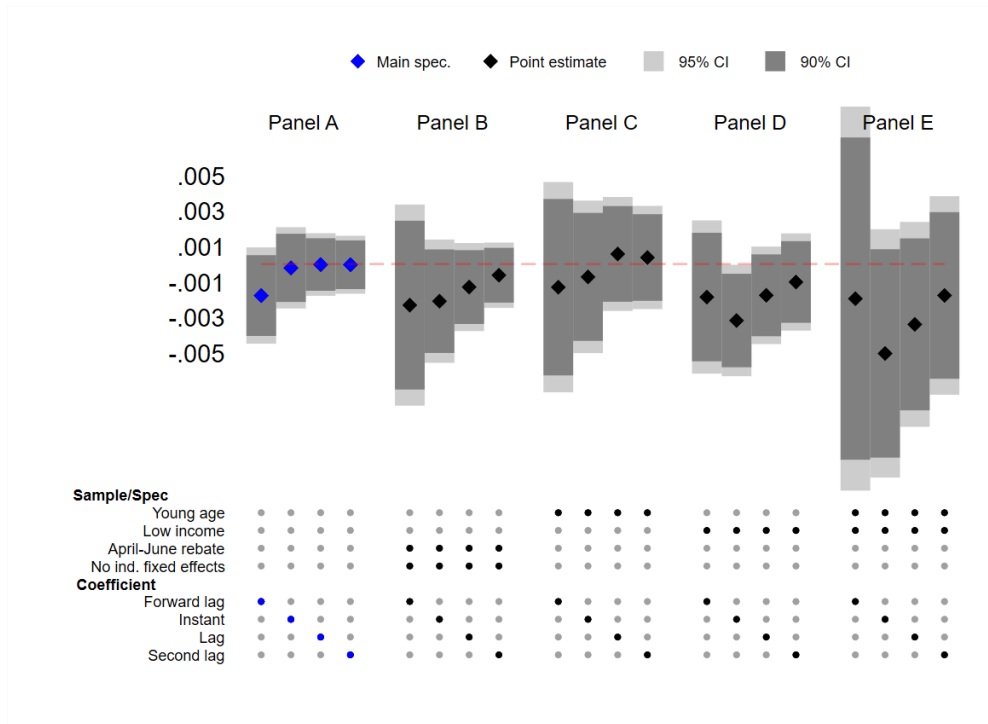 Main spec. Point estimate 95% CI 90% CI
Panel A Panel B Panel C Panel D Panel E
.005
.003
.001
-.001
-.003
-.005
Sample/Spec
Young age
Low income
April-June rebate
No ind. fixed effects
Coefficient
Forward lag
Instant
Lag
Second lag